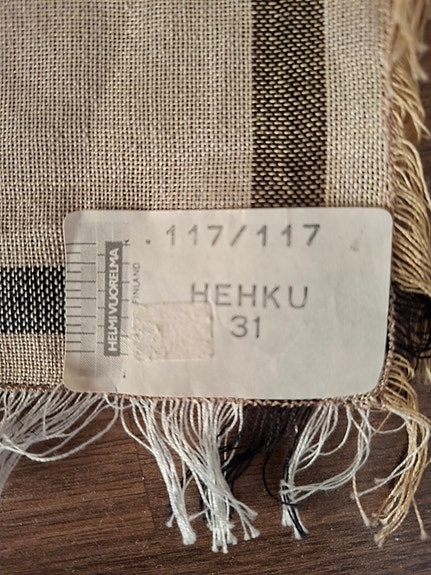 117/117
HEHKU
31
HELMI VUORELMA
FINLAND